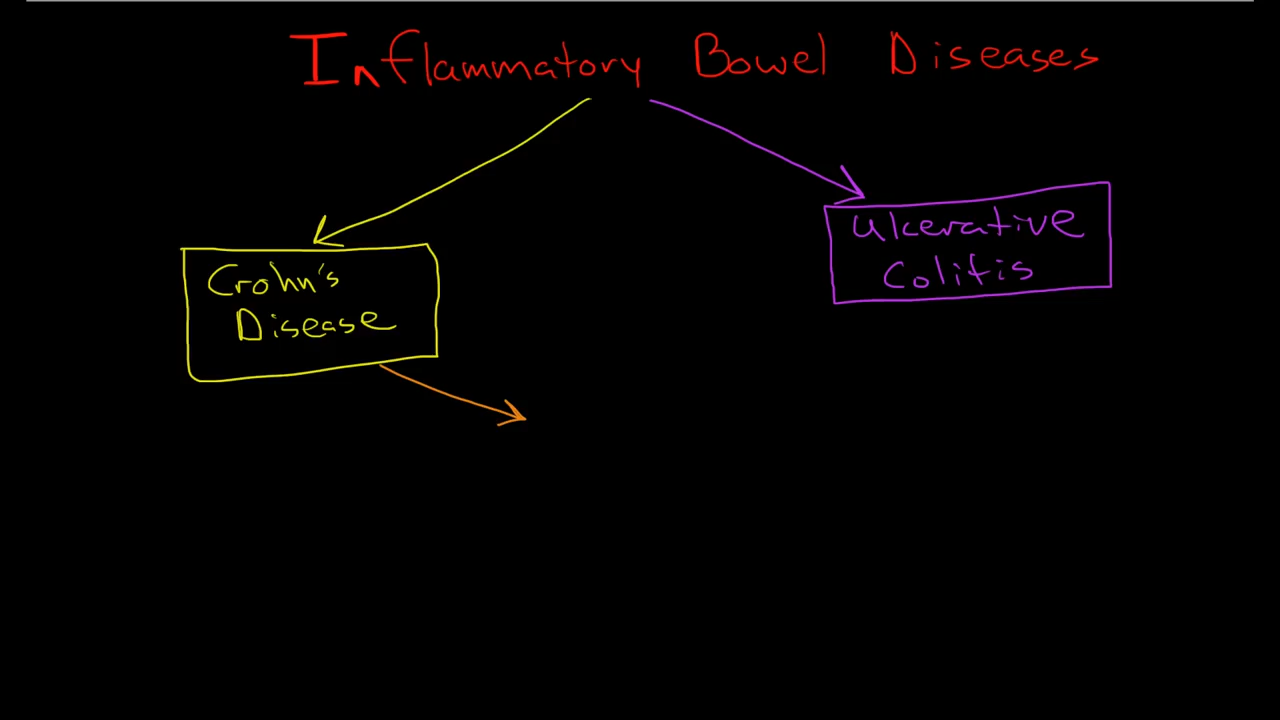 Inflammatory Bowel Diseases
Crohn's
Disease
Ulcerative
Colitis